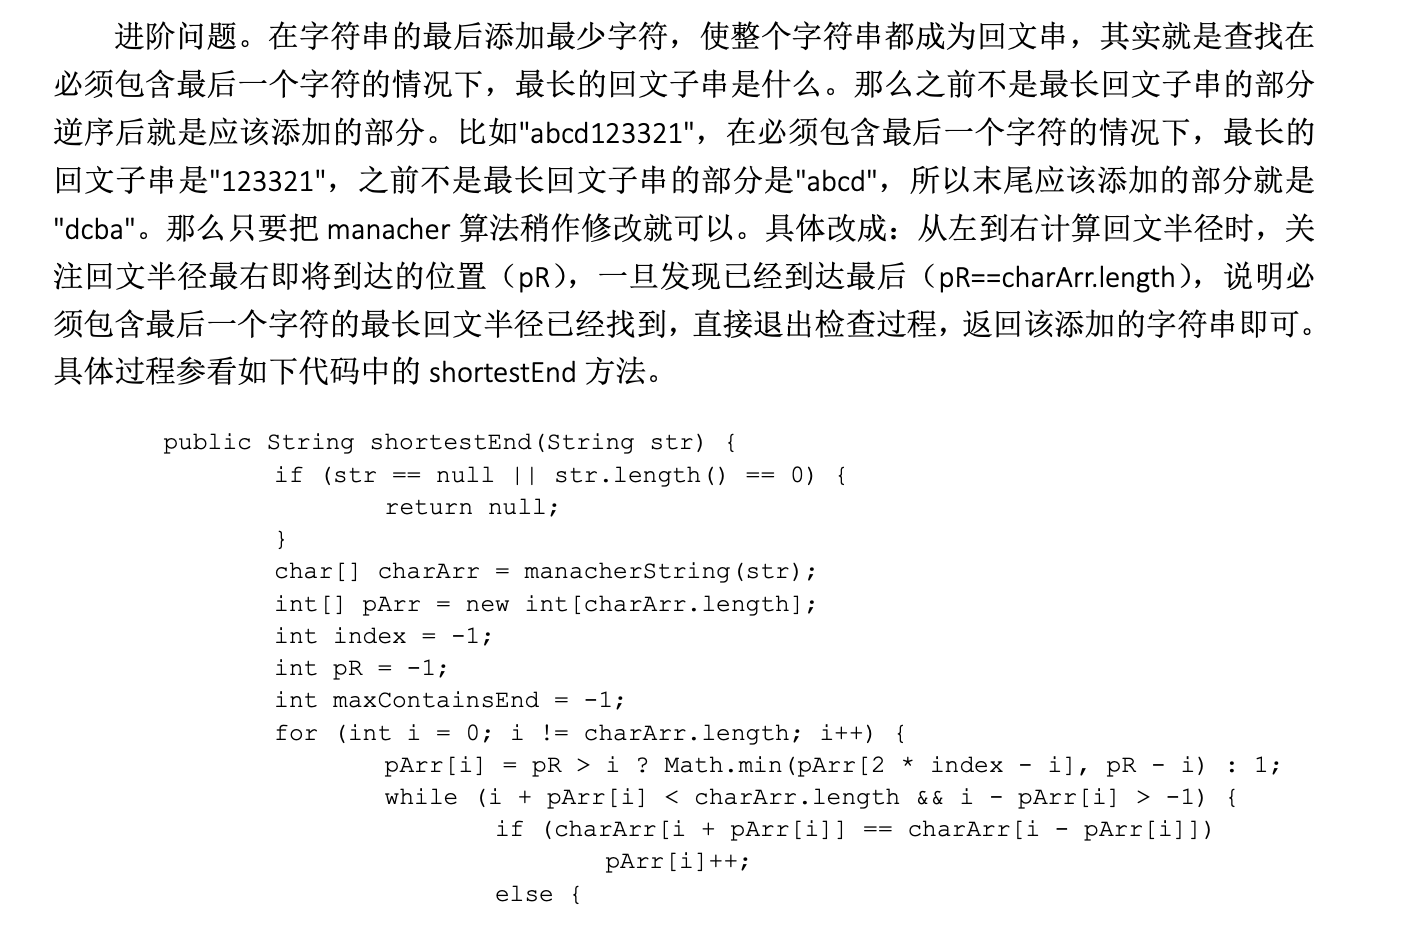 进阶问题。在字符串的最后添加最少字符，使整个字符串都成为回文串，其实就是查找在
必须包含最后一个字符的情况下，最长的回文子串是什么。那么之前不是最长回文子串的部分
逆序后就是应该添加的部分。比如"abcd123321"，在必须包含最后一个字符的情况下，最长的
回文子串是"123321"，之前不是最长回文子串的部分是"abcd"，所以末尾应该添加的部分就是
"dcba"。那么只要把 manacher 算法稍作修改就可以。具体改成：从左到右计算回文半径时，关
注回文半径最右即将到达的位置（pR），一旦发现已经到达最后（pR==charArr.length），说明必
须包含最后一个字符的最长回文半径已经找到，直接退出检查过程，返回该添加的字符串即可。
具体过程参看如下代码中的 shortestEnd 方法。
public String shortestEnd(String str) {
if (str == null || str.length() == 0) {
return null;
}
char[] charArr = manacherString(str);
int[] pArr = new int[charArr.length];
int index = -1;
int pR = -1;
int maxContainsEnd = -1;
for (int i = 0; i != charArr.length; i++) {
pArr[i] = pR > i ? Math.min(pArr[2 * index - i], pR - i) : 1;
while (i + pArr[i] < charArr.length && i - pArr[i] > -1) {
if (charArr[i + pArr[i]] == charArr[i - pArr[i]])
pArr[i]++;
else {